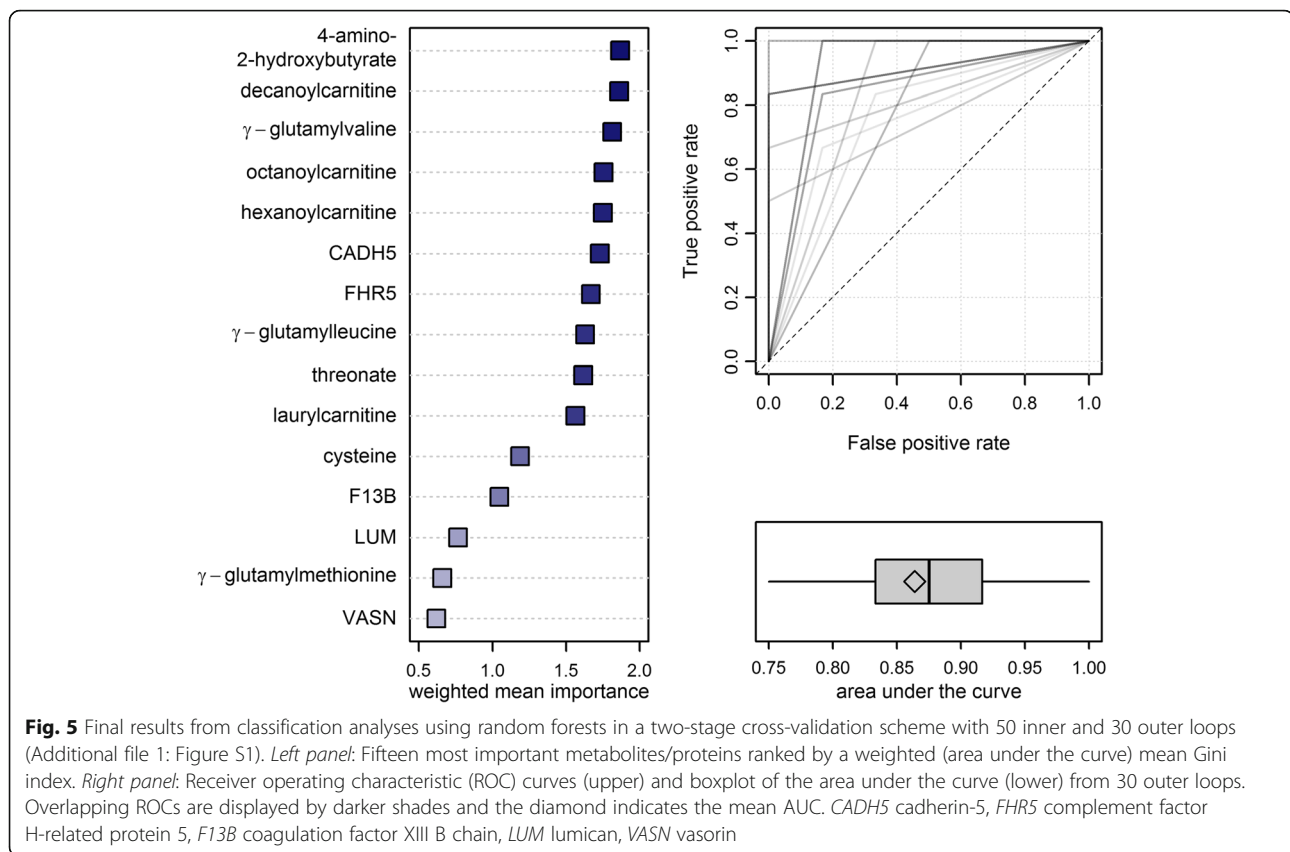 4-amino-
2-hydroxybutyrate
decanoylcarnitine
γ – glutamylvaline
octanoylcarnitine
hexanoylcarnitine
CADH5
FHR5
γ – glutamylleucine
threonate
laurylcarnitine
cysteine
F13B
LUM
γ – glutamylmethionine
VASN
0.5 1.0 1.5 2.0
weighted mean importance
True positive rate
1.0
0.8
0.6
0.4
0.2
0.0
0.0 0.2 0.4 0.6 0.8 1.0
False positive rate
0.75 0.80 0.85 0.90 0.95 1.00
area under the curve
Fig. 5 Final results from classification analyses using random forests in a two-stage cross-validation scheme with 50 inner and 30 outer loops
(Additional file 1: Figure S1). Left panel: Fifteen most important metabolites/proteins ranked by a weighted (area under the curve) mean Gini
index. Right panel: Receiver operating characteristic (ROC) curves (upper) and boxplot of the area under the curve (lower) from 30 outer loops.
Overlapping ROCs are displayed by darker shades and the diamond indicates the mean AUC. CADH5 cadherin-5, FHR5 complement factor
H-related protein 5, F13B coagulation factor XIII B chain, LUM lumican, VASN vasorin